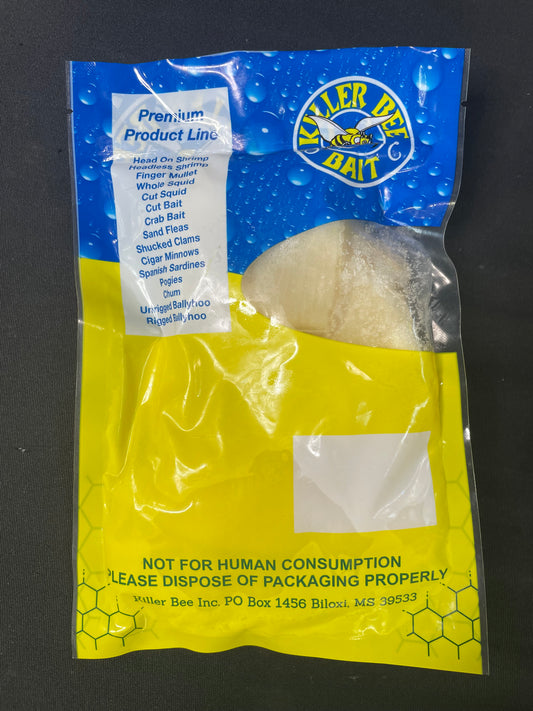 Premium
Product Line
Head On Shrimp
Headless Shrimp
Finger Mullet
Whole Squid
Cut Squid
Cut Bait
Crab Bait
Sand Fleas
Shucked Clams
Cigar Minnows
Spanish Sardines
Pogies
Chum
Unrigged Ballyhoo
Rigged Ballyhoo
KILLER BEE
BAIT
NOT FOR HUMAN CONSUMPTION
PLEASE DISPOSE OF PACKAGING PROPERLY
Killer Bee Inc. PO Box 1456 Biloxi, MS 39533